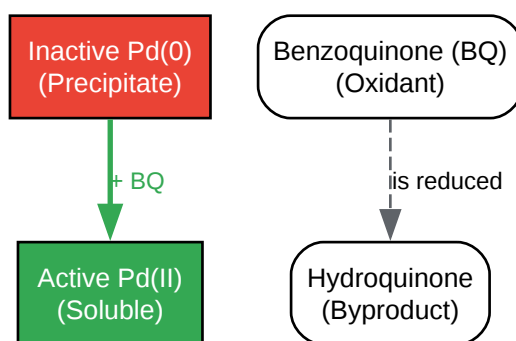 Inactive Pd(0)
(Precipitate)
Benzoquinone (BQ)
(Oxidant)
+ BQ
is reduced
Active Pd(II)
(Soluble)
Hydroquinone
(Byproduct)